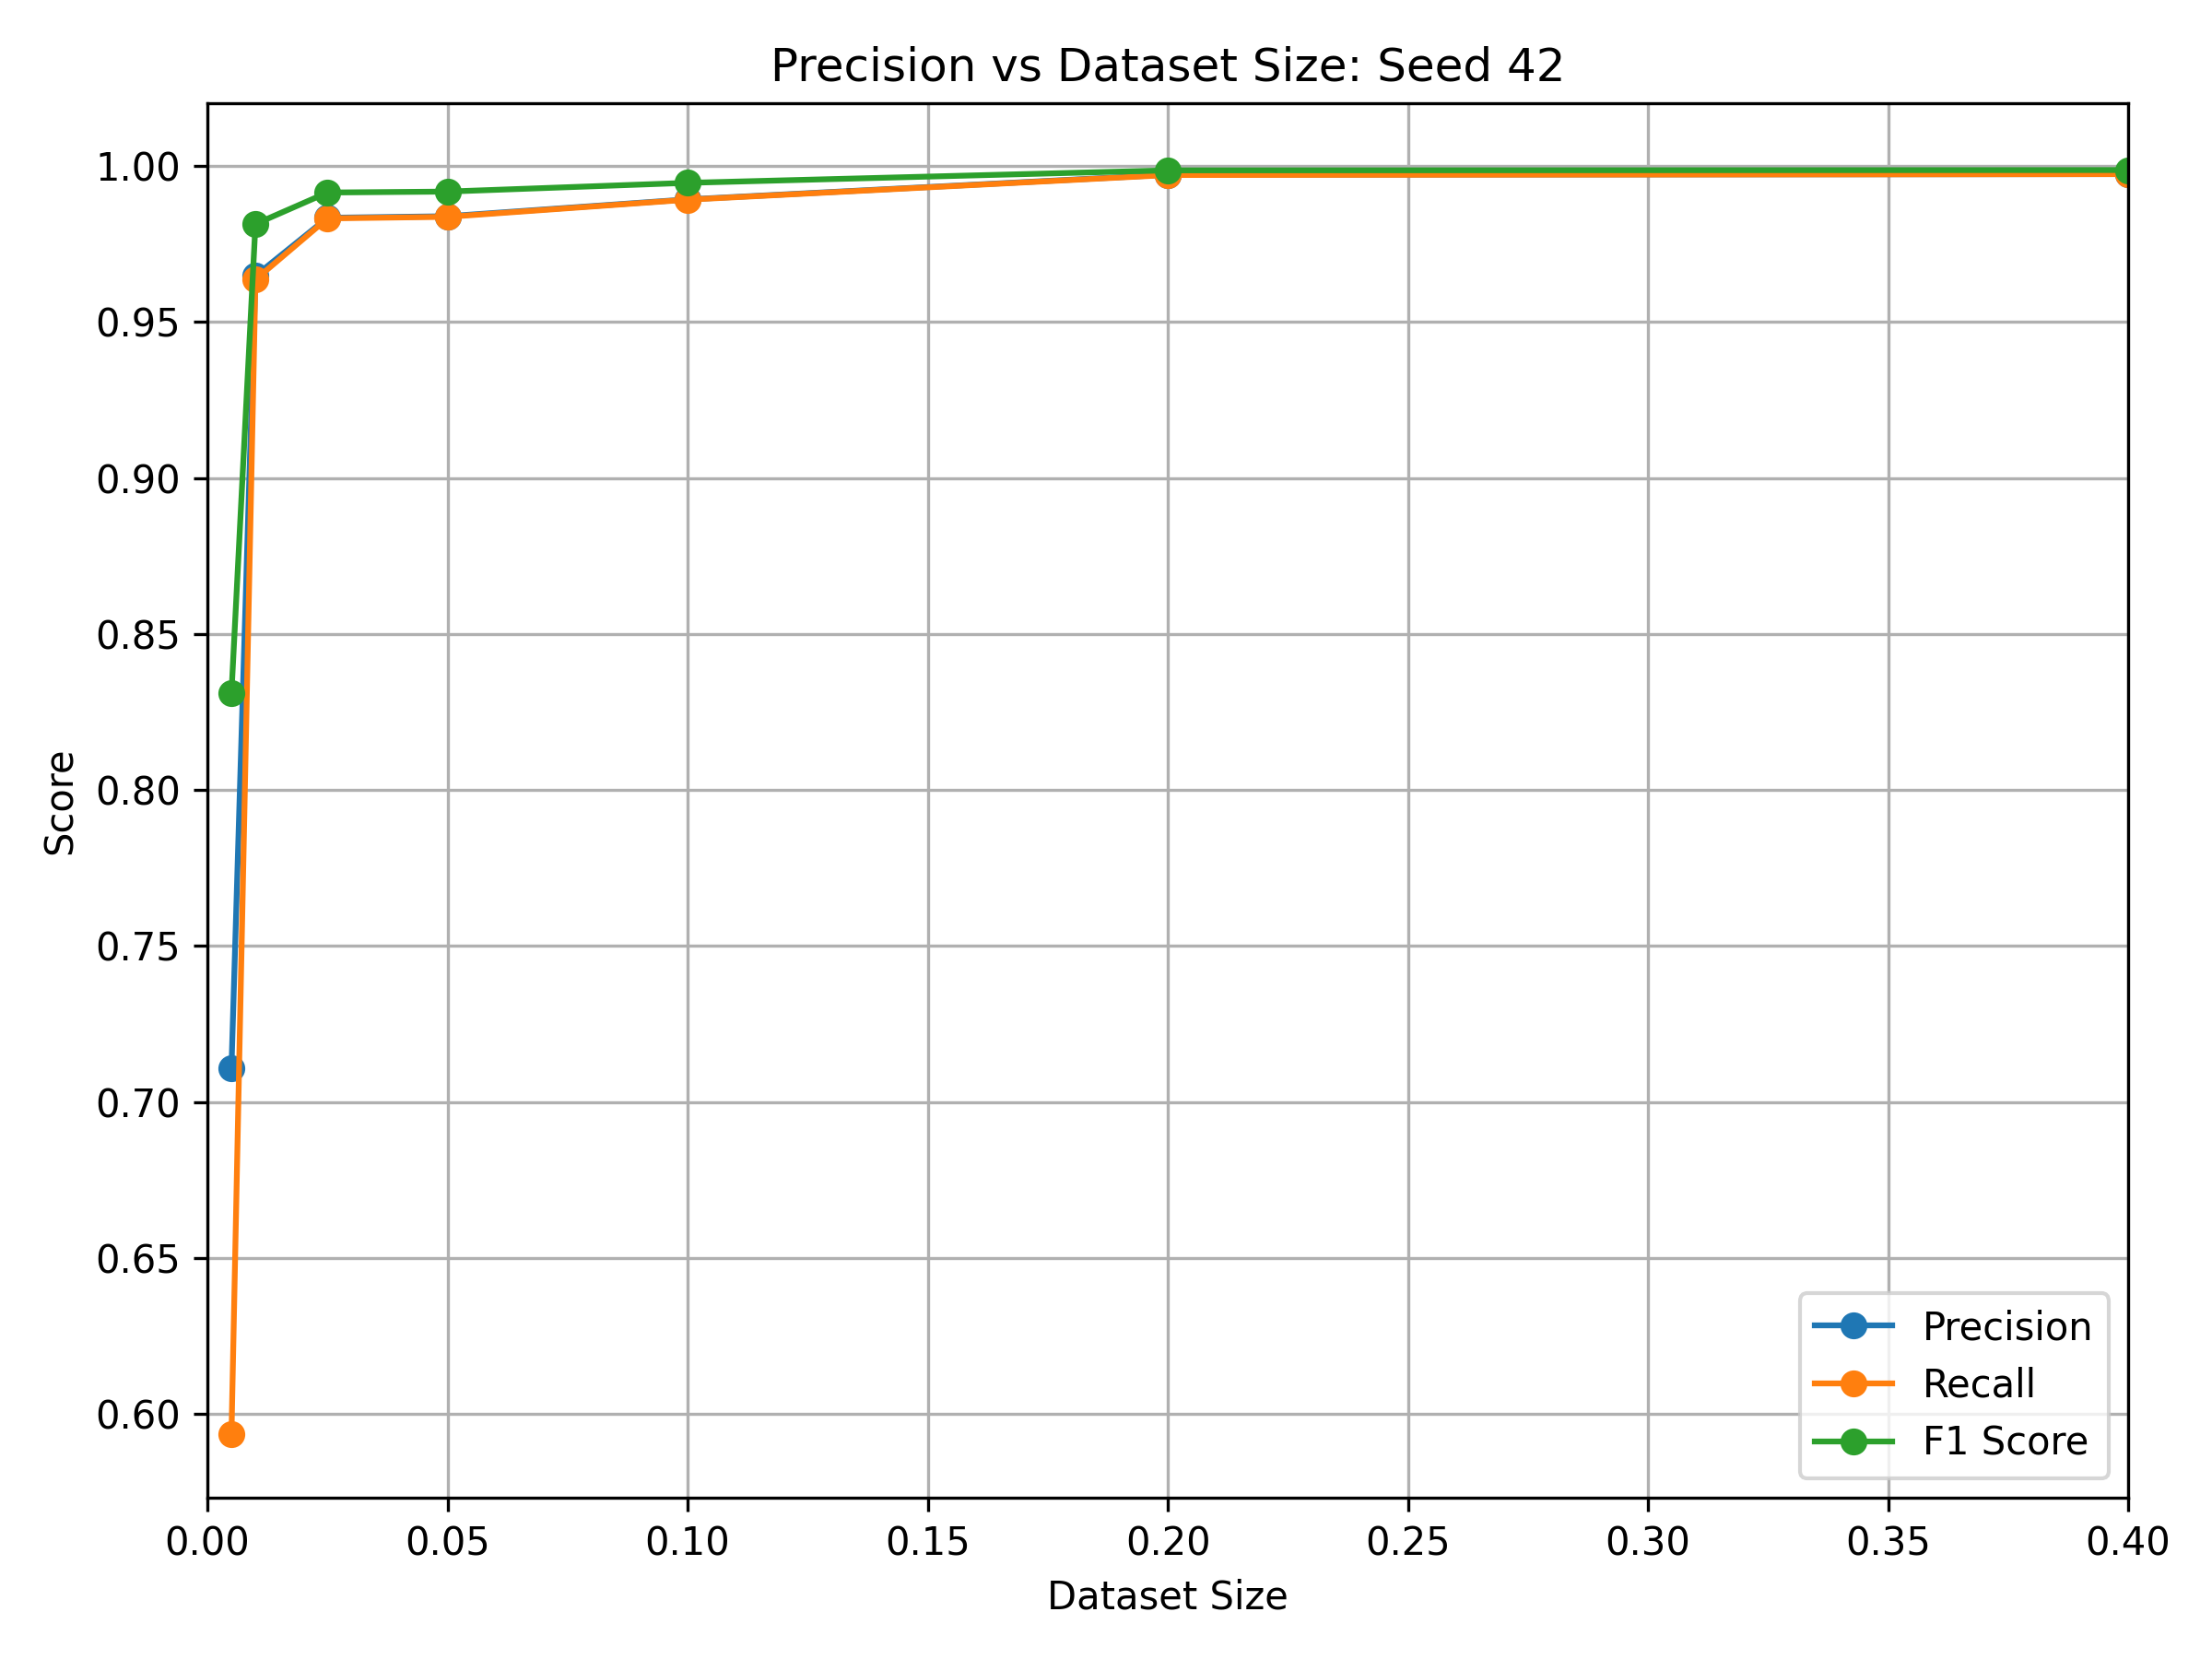 Precision vs Dataset Size: Seed 42
1.00
0.95
0.90
0.85
0.80
0.75
0.70
0.65
0.60
Score
0.00 0.05 0.10 0.15 0.20 0.25 0.30 0.35 0.40
Dataset Size
Precision
Recall
F1 Score